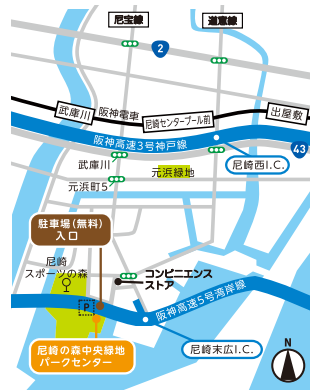 尼宝線
道意線
2
武庫川
阪神電車
尼崎センタープール前
出屋敷
阪神高速3号神戸線
43
武庫川
元浜緑地
尼崎西I.C.
元浜町5
駐車場(無料)
入口
尼崎
スポーツの森
コンビニエンス
ストア
P
阪神高速5号湾岸線
尼崎の森中央緑地
パークセンター
尼崎末広I.C.
N